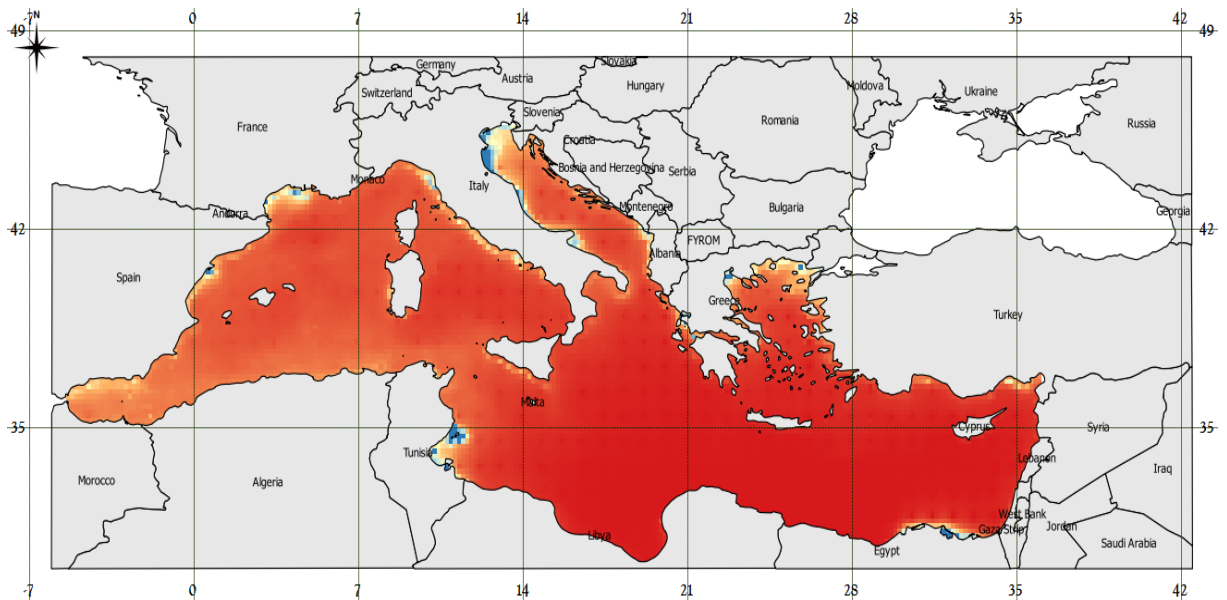 -7 0 7 14 21 28 35 42
N
49 49
Slovakia
Germany
Austria
Hungary
Moldova
Ukraine
Switzerland
Slovenia
Romania
Russia
France
Croatia
Bosnia and Herzegovina
Serbia
Monaco
Italy
Montenegro
Bulgaria
Georgia
Andorra
42 42
FYROM
Albania
Spain
Greece
Turkey
Malta
35 35
Cyprus
Syria
Tunisia
Lebanon
Iraq
Morocco
Algeria
West Bank
Gaza Strip
Jordan
Libya
Saudi Arabia
Egypt
-7 0 7 14 21 28 35 42